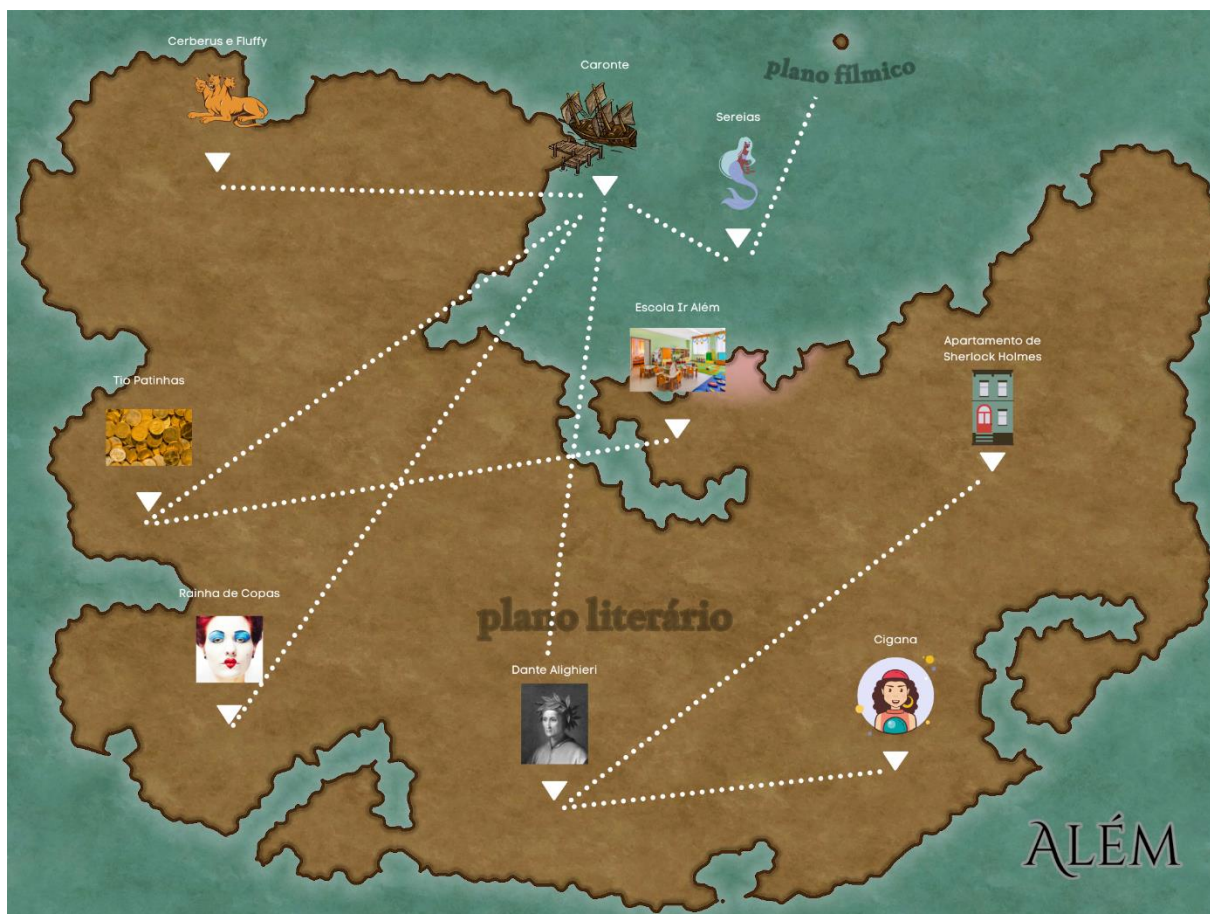 Cerberus e Fluffy
Caronte
plano fílmico
Sereias
Escola Ir Além
Apartamento de
Sherlock Holmes
Tio Patinhas
Rainha de Copas
plano literário
Cigana
Dante Alighieri
ALÉM